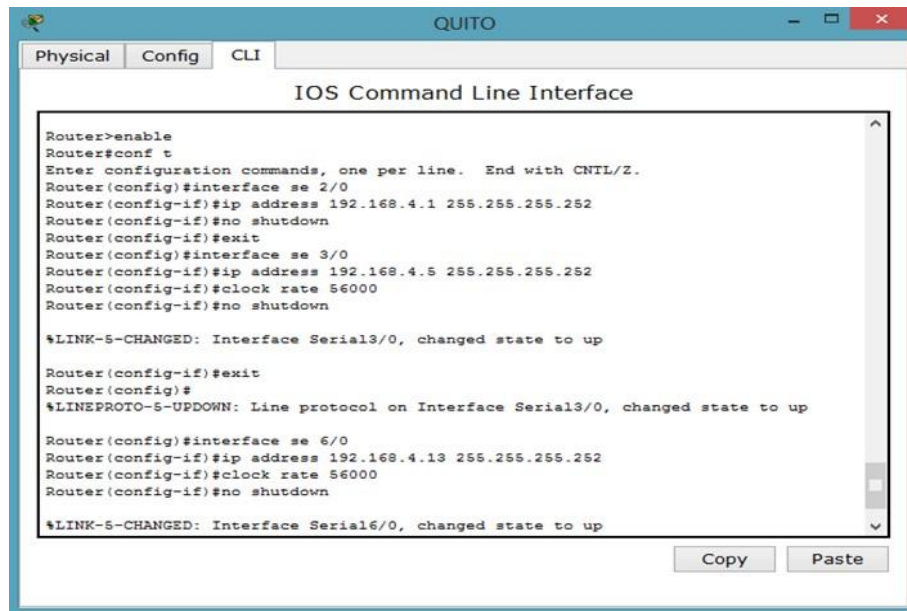 QUITO
Physical Config CLI
IOS Command Line Interface
Router>enable
Router#conf t
Enter configuration commands, one per line.  End with CNTL/Z.
Router(config)#interface se 2/0
Router(config-if)#ip address 192.168.4.1 255.255.255.252
Router(config-if)#no shutdown
Router(config-if)#exit
Router(config)#interface se 3/0
Router(config-if)#ip address 192.168.4.5 255.255.255.252
Router(config-if)#clock rate 56000
Router(config-if)#no shutdown
%LINK-5-CHANGED: Interface Serial3/0, changed state to up
Router(config-if)#exit
Router(config)#
%LINEPROTO-5-UPDOWN: Line protocol on Interface Serial3/0, changed state to up
Router(config)#interface se 6/0
Router(config-if)#ip address 192.168.4.13 255.255.255.252
Router(config-if)#clock rate 56000
Router(config-if)#no shutdown
%LINK-5-CHANGED: Interface Serial6/0, changed state to up
Copy Paste